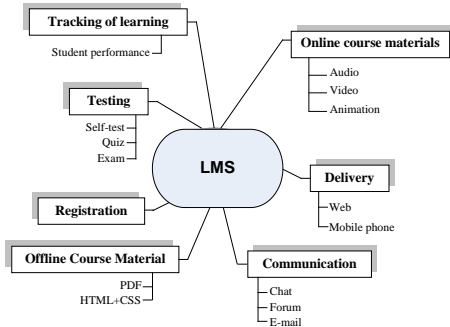 Tracking of learning
Student performance
Online course materials
Audio
Video
Animation
Testing
Self-test
Quiz
Exam
LMS
Delivery
Web
Mobile phone
Registration
Offline Course Material
PDF
HTML+CSS
Communication
Chat
Forum
E-mail